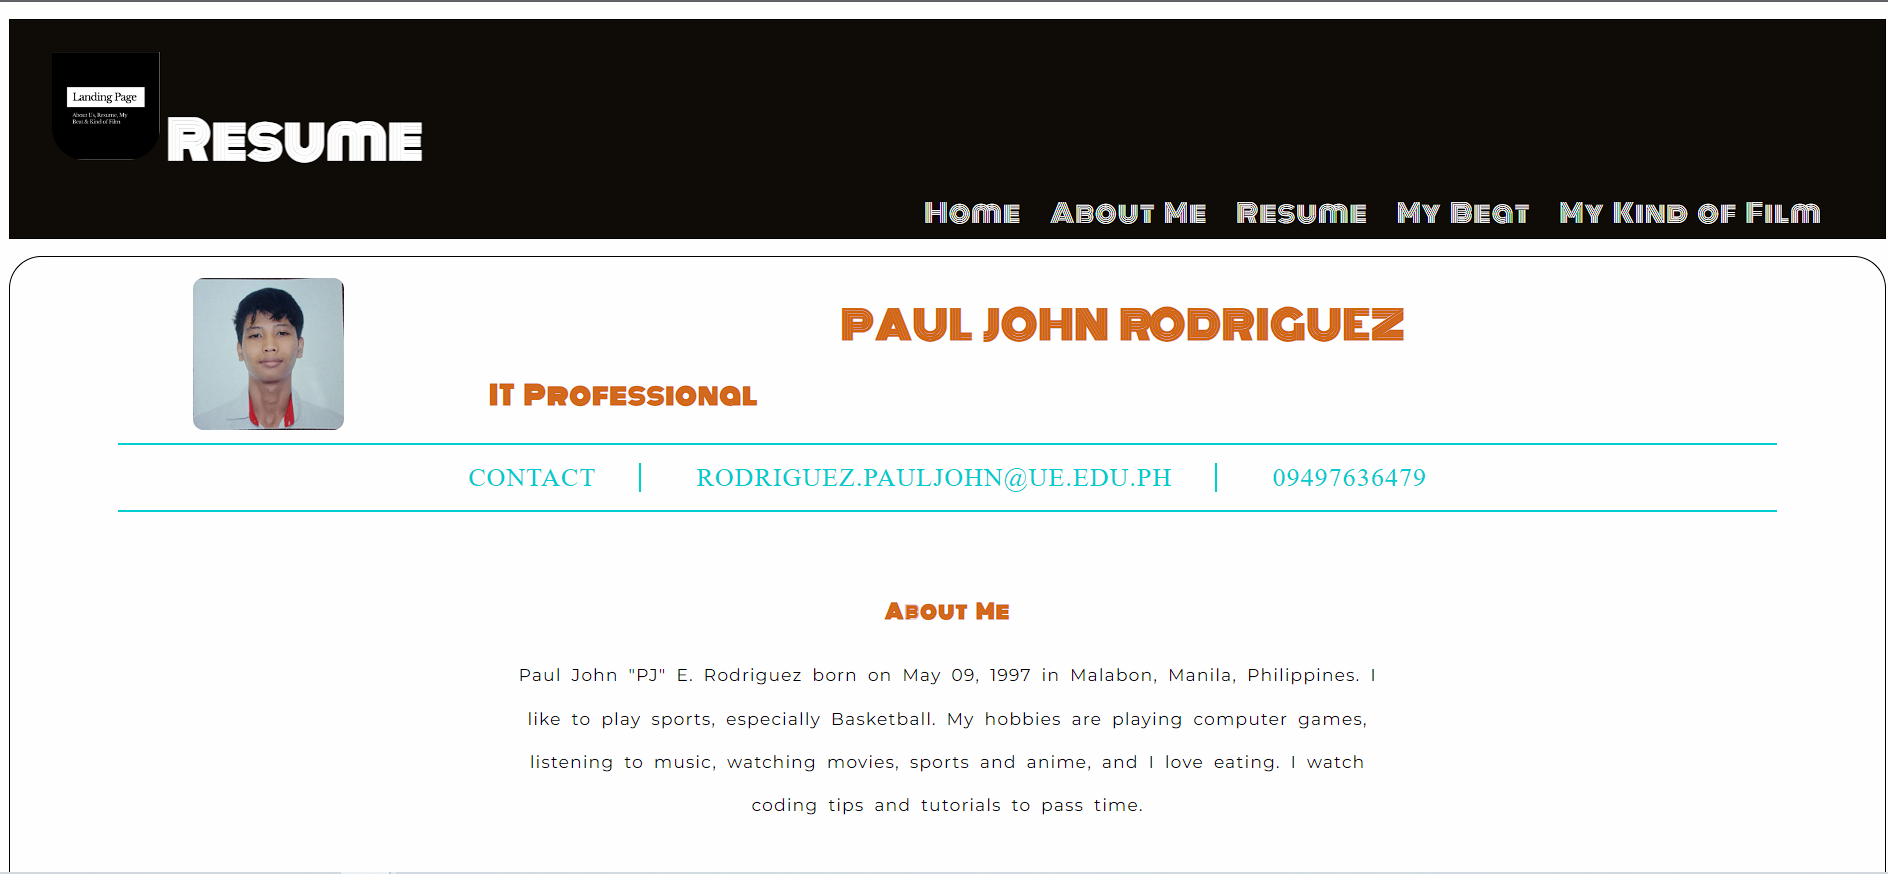 Landing Page
About Us, Resume, My
Beat & Kind of Film
Resume
Home About Me Resume My Beat My Kind of Film
PAUL JOHN RODRIGUEZ
IT Professional
CONTACT | RODRIGUEZ.PAULJOHN@UE.EDU.PH | 09497636479
About Me
Paul John "PJ" E. Rodriguez born on May 09, 1997 in Malabon, Manila, Philippines. I
like to play sports, especially Basketball. My hobbies are playing computer games,
listening to music, watching movies, sports and anime, and I love eating. I watch
coding tips and tutorials to pass time.